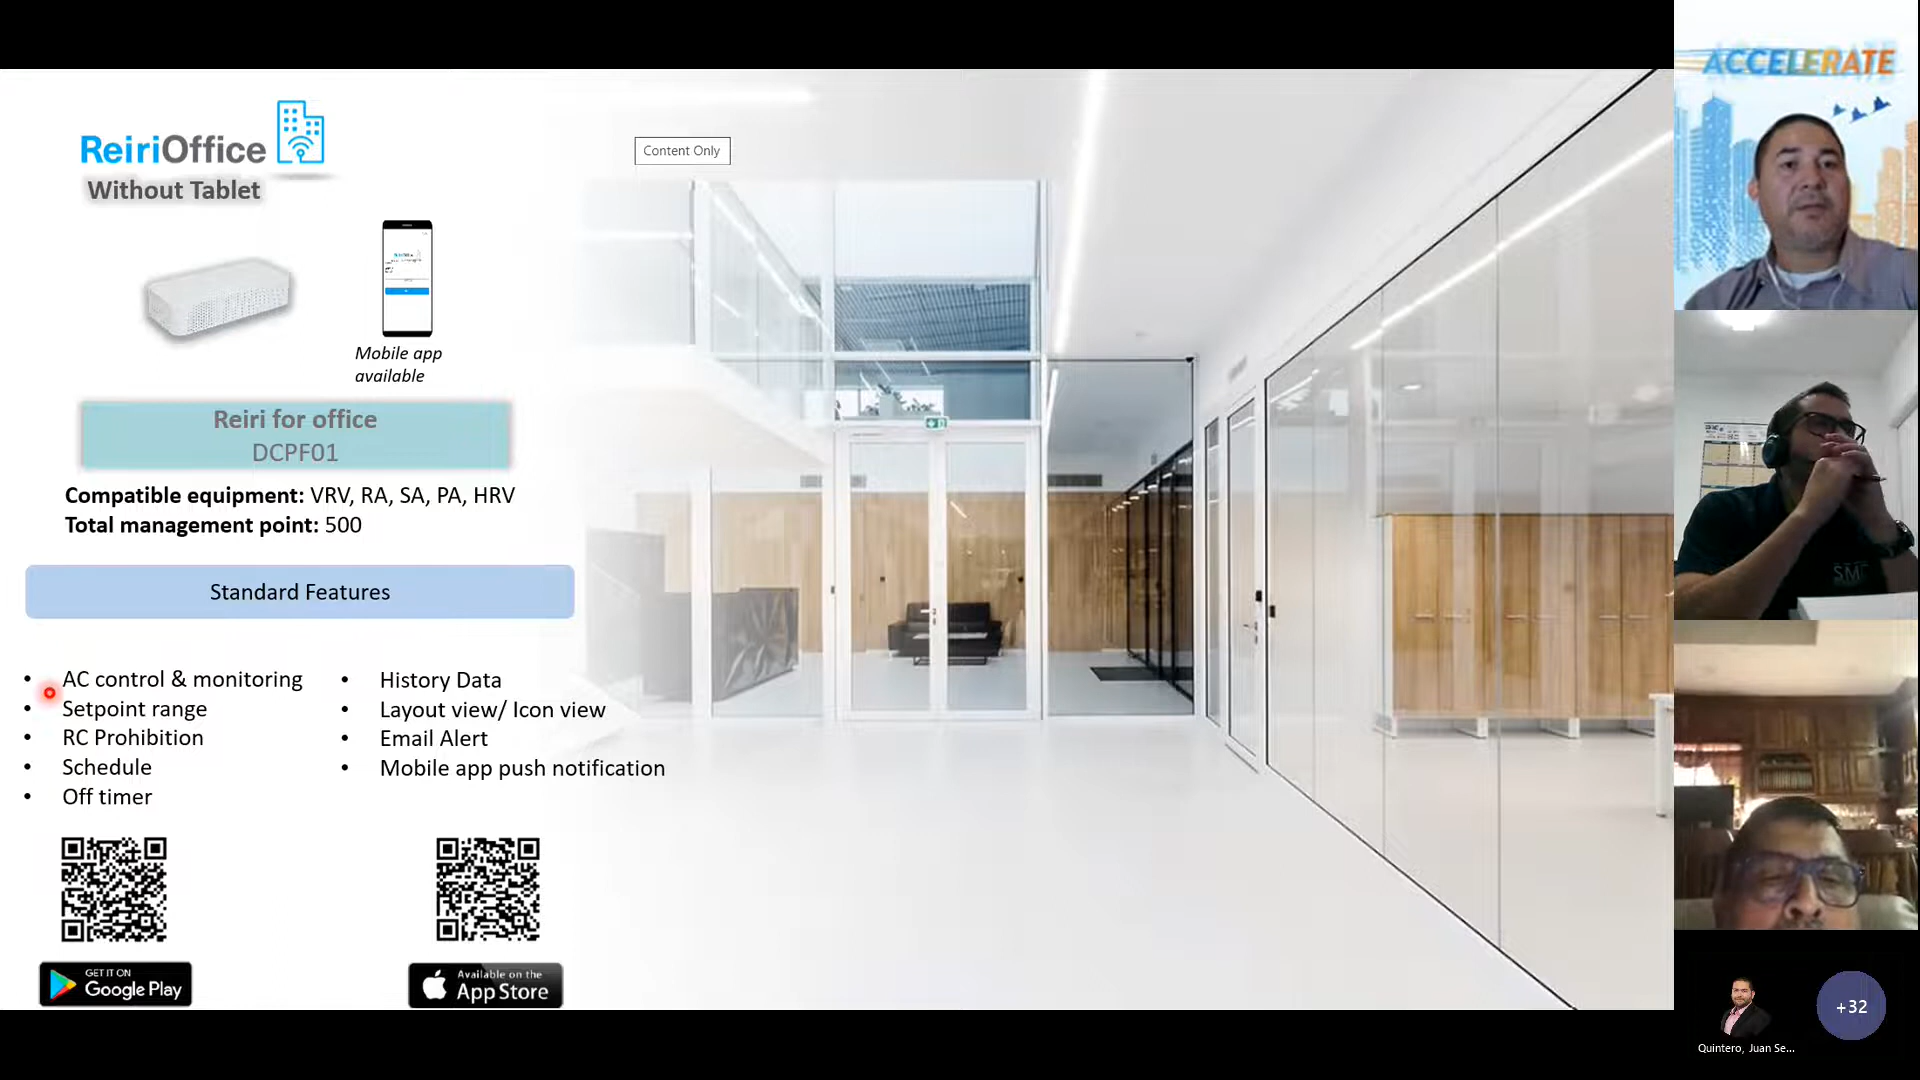 ReiriOffice
Without Tablet
Content Only
Mobile app
available
Reiri for office
DCPF01
Compatible equipment: VRV, RA, SA, PA, HRV
Total management point: 500
Standard Features
• AC control & monitoring
• Setpoint range
• RC Prohibition
• Schedule
• Off timer
• History Data
• Layout view/ Icon view
• Email Alert
• Mobile app push notification
GET IT ON
Google Play
Available on the
App Store
ACCELERATE
SMC
Quintero, Juan Se...
+32